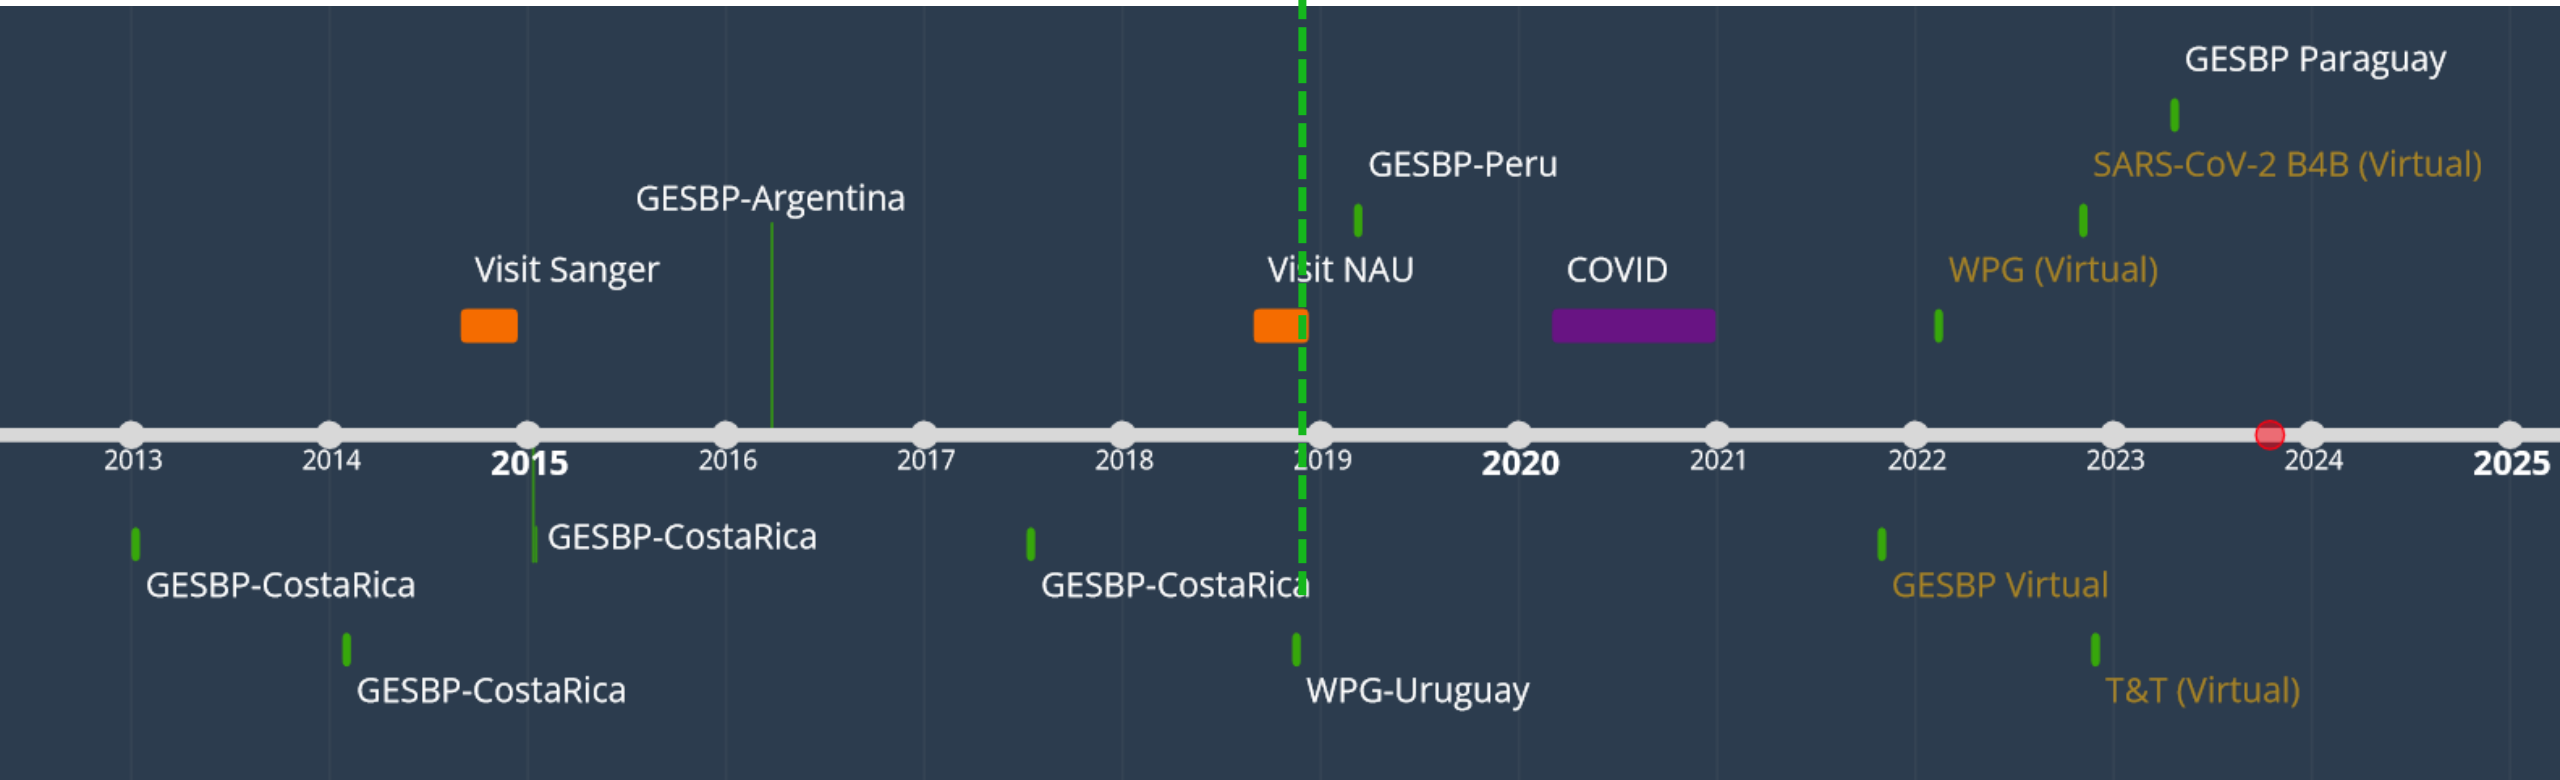 GESBP Paraguay
GESBP-Peru
SARS-CoV-2 B4B (Virtual)
GESBP-Argentina
Visit Sanger
Visit NAU
COVID
WPG (Virtual)
2013 2014 2015 2016 2017 2018 2019 2020 2021 2022 2023 2024 2025
GESBP-CostaRica
GESBP-CostaRica
GESBP-CostaRica
GESBP Virtual
GESBP-CostaRica
WPG-Uruguay
T&T (Virtual)